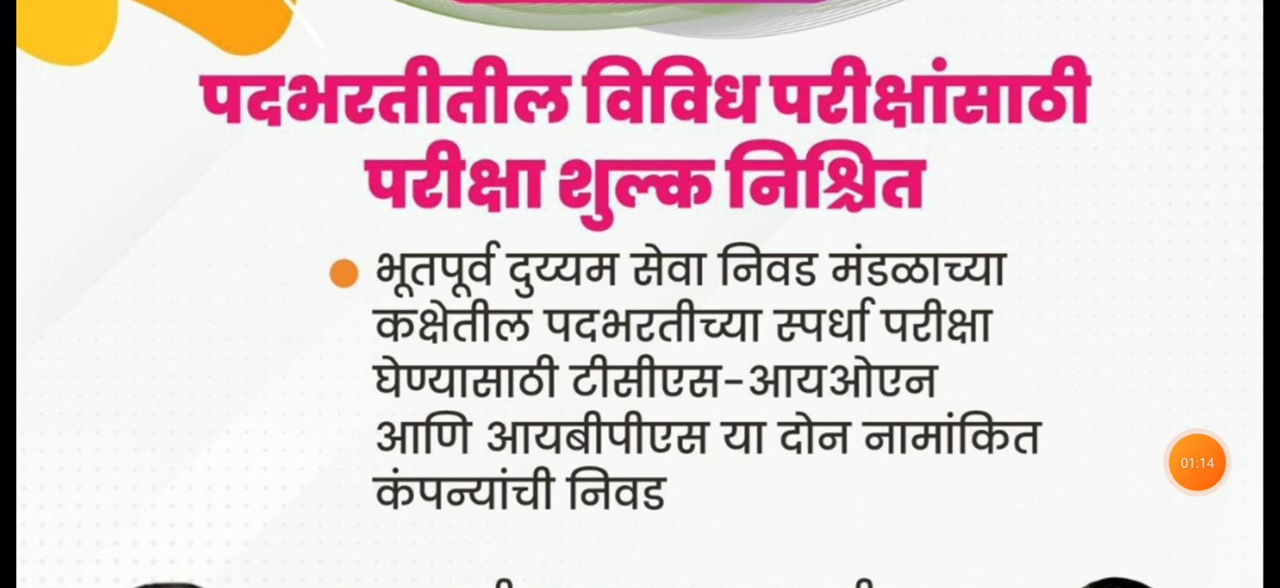 पदभरतीतील विविध परीक्षांसाठी
परीक्षा शुल्क निश्चित
भूतपूर्व दुय्यम सेवा निवड मंडळाच्या
कक्षेतील पदभरतीच्या स्पर्धा परीक्षा
घेण्यासाठी टीसीएस-आयओएन
आणि आयबीपीएस या दोन नामांकित
कंपन्यांची निवड
01:14